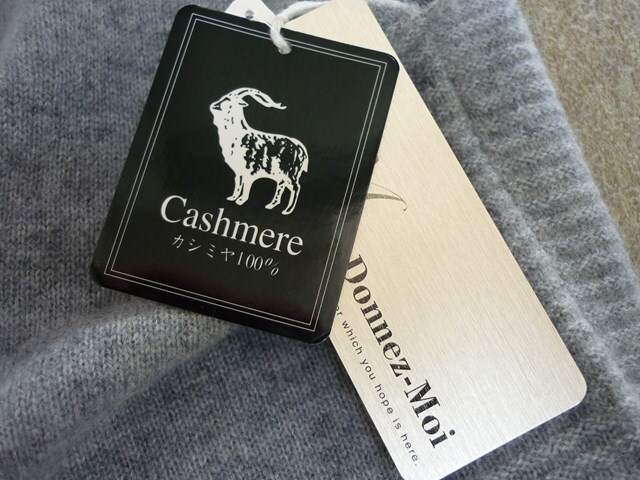 Cashmere
カシミヤ100%
Donnez-Moi
which you hope is here.